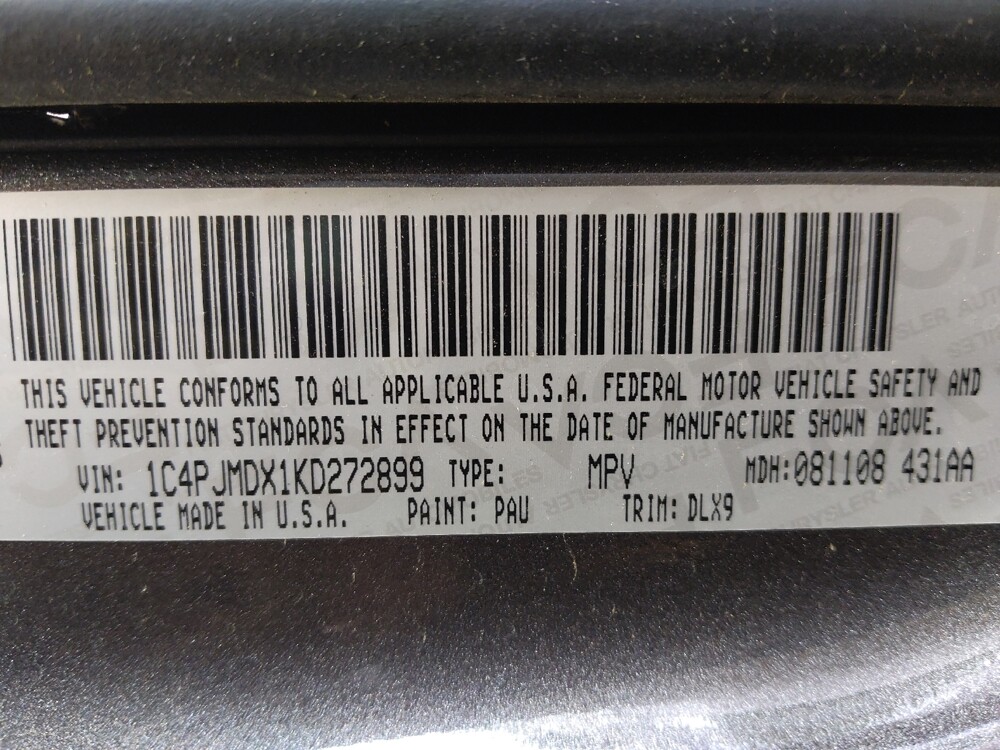 THIS VEHICLE CONFORMS TO ALL APPLICABLE U.S.A. FEDERAL MOTOR VEHICLE SAFETY AND
THEFT PREVENTION STANDARDS IN EFFECT ON THE DATE OF MANUFACTURE SHOWN ABOVE.
VIN: 1C4PJMDX1KD272899 TYPE: MPV MDH:081108 431AA
VEHICLE MADE IN U.S.A. PAINT: PAU TRIM: DLX9